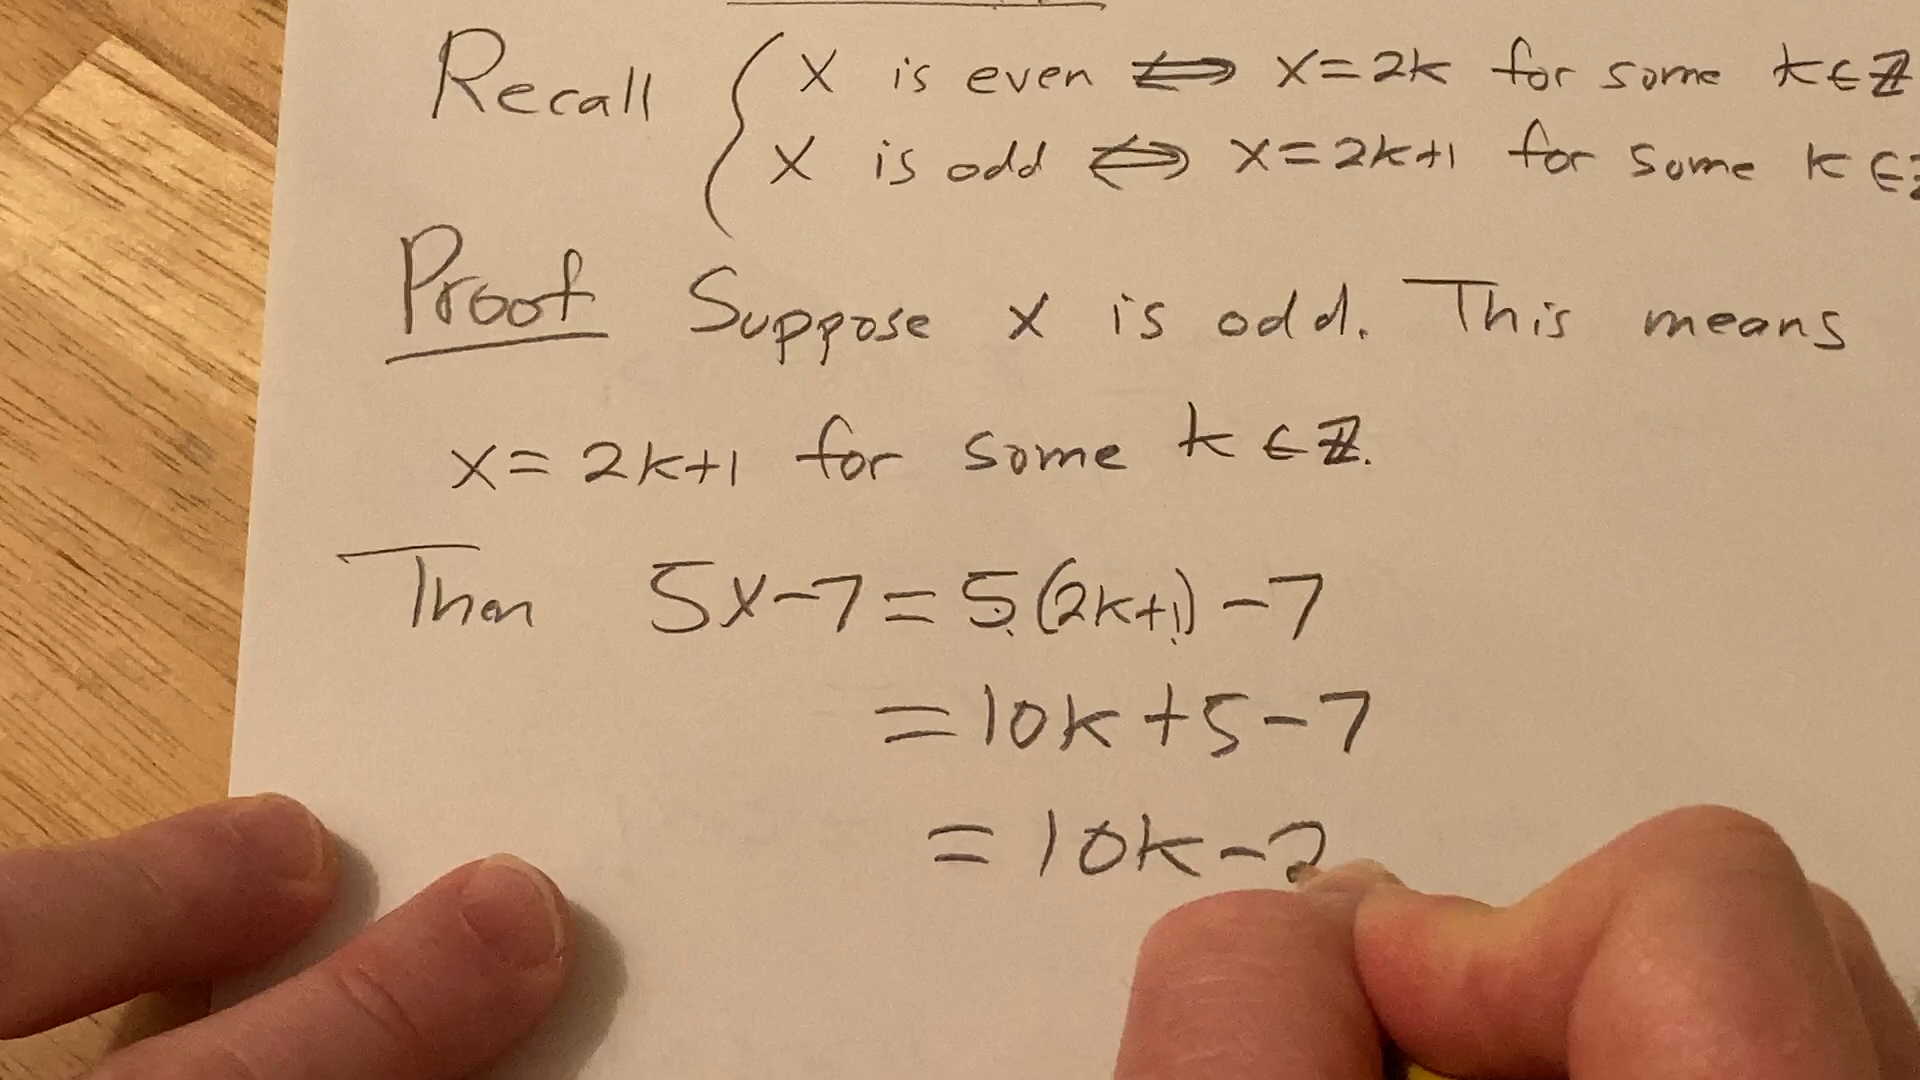 Recall { x is even ⟺ x=2k for some k∈ℤ
x is odd ⟺ x=2k+1 for some k∈
Proof Suppose x is odd. This means
x=2k+1 for some k∈ℤ.
Then 5x-7=5(2k+1)-7
=10k+5-7
=10k-2